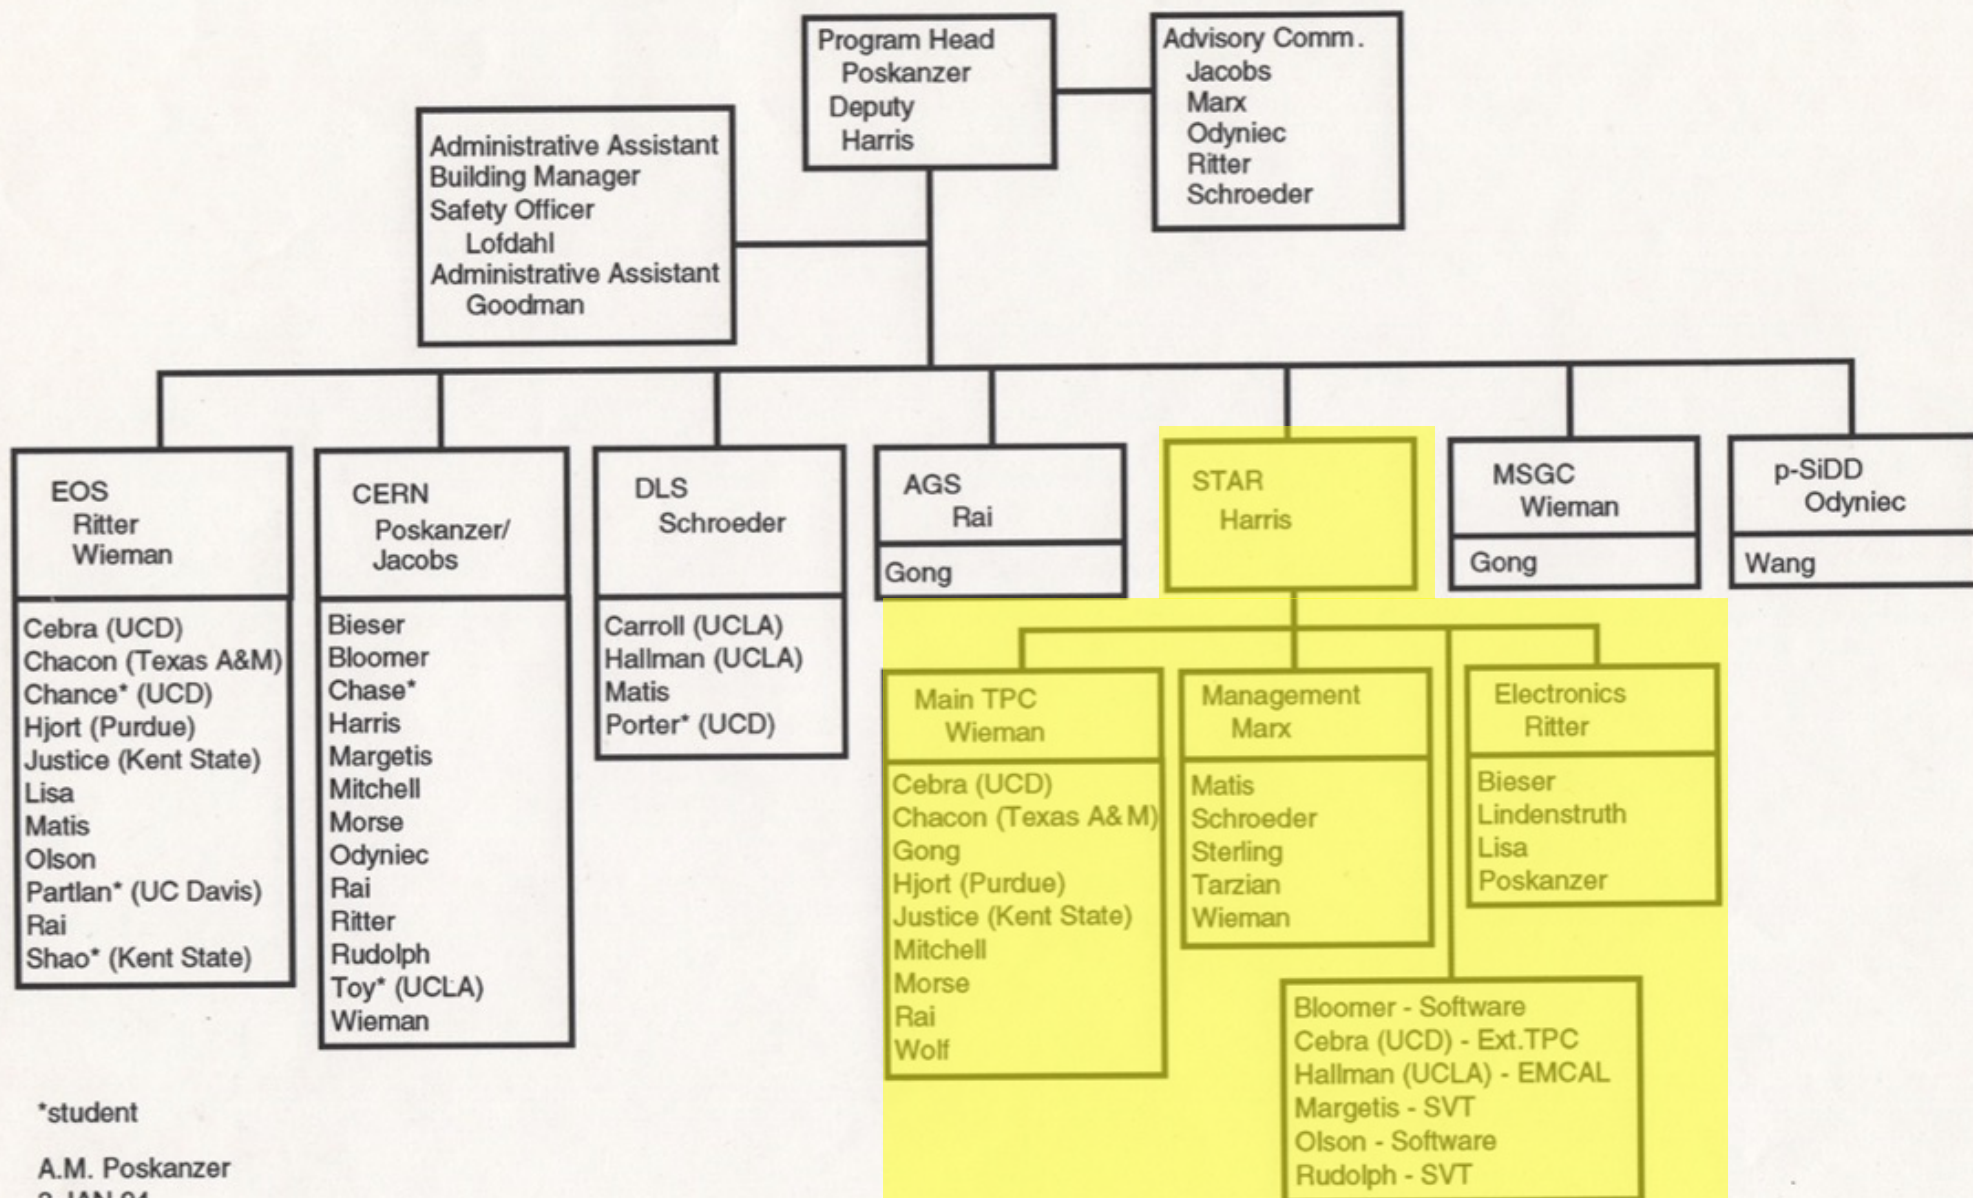 Program Head
Poskanzer
Deputy
Harris
Advisory Comm.
Jacobs
Marx
Odyniec
Ritter
Schroeder
Administrative Assistant
Building Manager
Safety Officer
Lofdahl
Administrative Assistant
Goodman
EOS
Ritter
Wieman
Cebra (UCD)
Chacon (Texas A&M)
Chance* (UCD)
Hjort (Purdue)
Justice (Kent State)
Lisa
Matis
Olson
Partlan* (UC Davis)
Rai
Shao* (Kent State)
CERN
Poskanzer/
Jacobs
Bieser
Bloomer
Chase*
Harris
Margetis
Mitchell
Morse
Odyniec
Rai
Ritter
Rudolph
Toy* (UCLA)
Wieman
DLS
Schroeder
Carroll (UCLA)
Hallman (UCLA)
Matis
Porter* (UCD)
AGS
Rai
Gong
STAR
Harris
MSGC
Wieman
Gong
p-SiDD
Odyniec
Wang
Main TPC
Wieman
Cebra (UCD)
Chacon (Texas A&M)
Gong
Hjort (Purdue)
Justice (Kent State)
Mitchell
Morse
Rai
Wolf
Management
Marx
Matis
Schroeder
Sterling
Tarzian
Wieman
Electronics
Ritter
Bieser
Lindenstruth
Lisa
Poskanzer
Bloomer - Software
Cebra (UCD) - Ext.TPC
Hallman (UCLA) - EMCAL
Margetis - SVT
Olson - Software
Rudolph - SVT
*student
A.M. Poskanzer